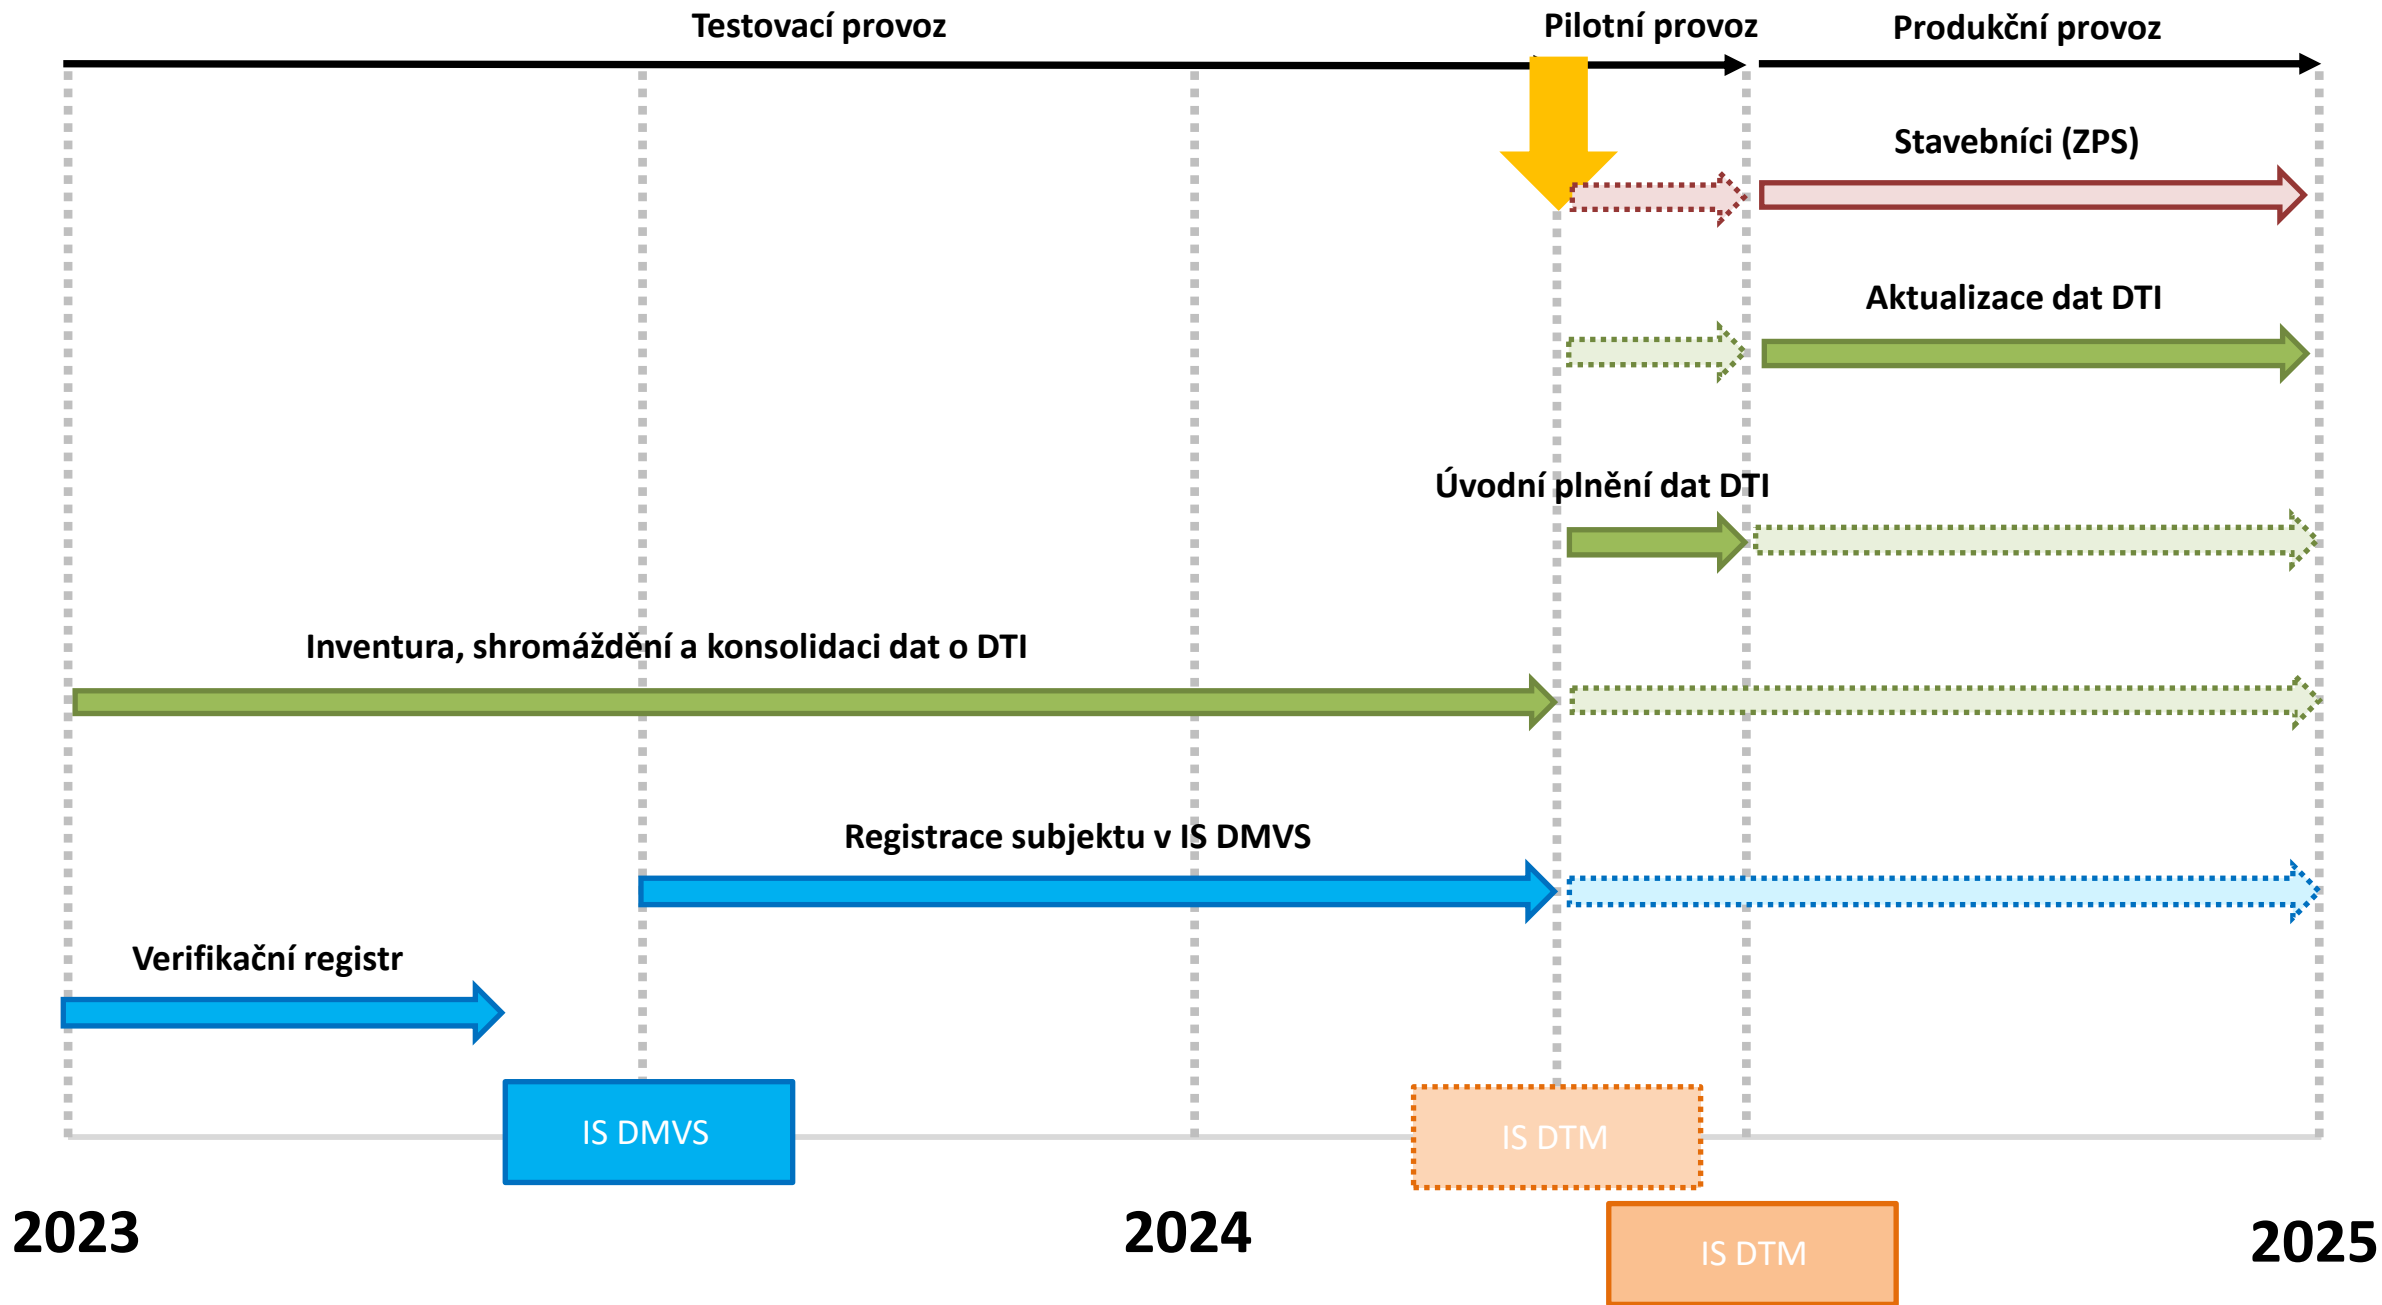 Testovací provoz
Pilotní provoz
Produkční provoz
Stavebníci (ZPS)
Aktualizace dat DTI
Úvodní plnění dat DTI
Inventura, shromáždění a konsolidaci dat o DTI
Registrace subjektu v IS DMVS
Verifikační registr
IS DMVS
IS DTM
IS DTM
2023
2024
2025